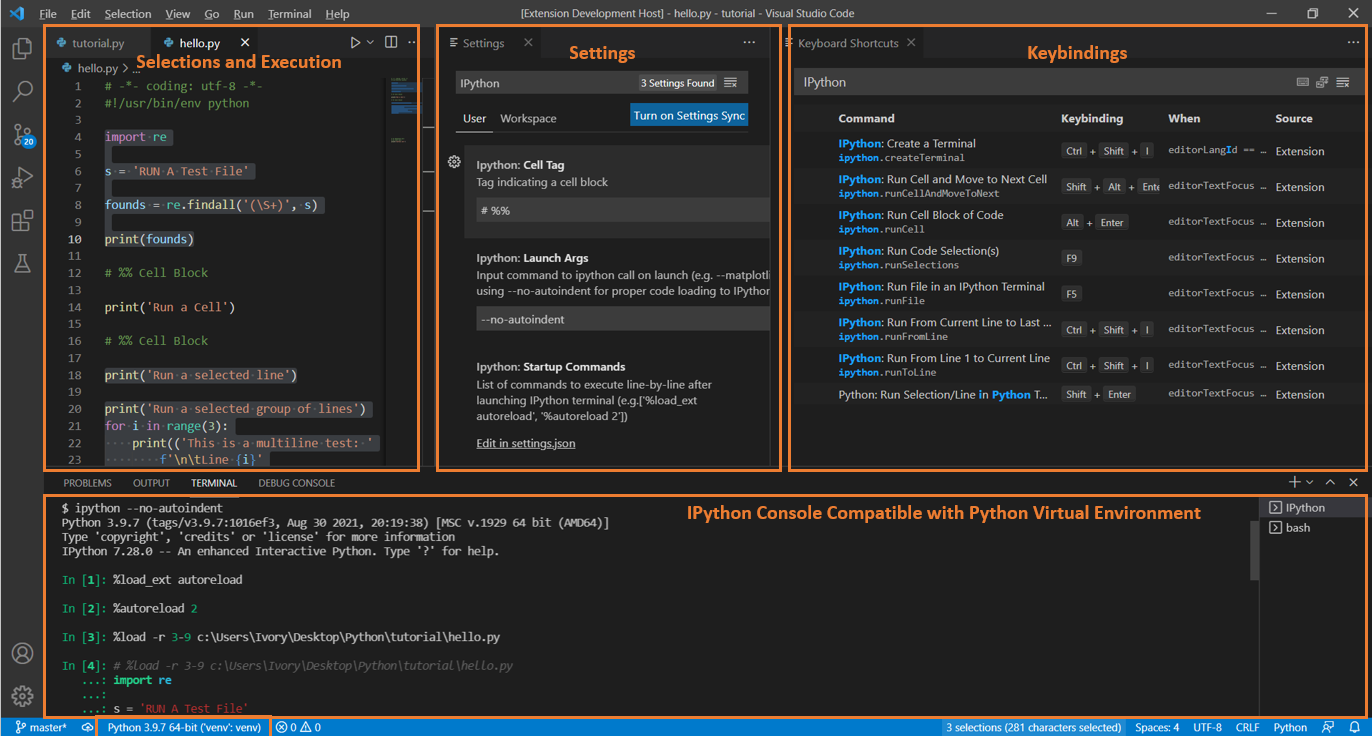 File Edit Selection View Go Run Terminal Help
[Extension Development Host] - hello.py - tutorial - Visual Studio Code
tutorial.py
hello.py
hello.py > ...
Selections and Execution
1 # -*- coding: utf-8 -*-
2 #!/usr/bin/env python
3
4 import re
5
6 s = 'RUN A Test File'
7
8 founds = re.findall('(\S+)', s)
9
10 print(founds)
11
12 # %% Cell Block
13
14 print('Run a Cell')
15
16 # %% Cell Block
17
18 print('Run a selected line')
19
20 print('Run a selected group of lines')
21 for i in range(3):
22 print(('This is a multiline test: '
23 f'\n\tLine {i}'
20
Settings
Settings
IPython
3 Settings Found
User Workspace
Turn on Settings Sync
Ipython: Cell Tag
Tag indicating a cell block
# %%
Ipython: Launch Args
Input command to ipython call on launch (e.g. --matplotli
using --no-autoindent for proper code loading to IPython
--no-autoindent
Ipython: Startup Commands
List of commands to execute line-by-line after
launching IPython terminal (e.g.['%load_ext
autoreload', '%autoreload 2'])
Edit in settings.json
Keyboard Shortcuts
Keybindings
IPython
Command Keybinding When Source
IPython: Create a Terminal
ipython.createTerminal
Ctrl + Shift + I editorLangId == … Extension
IPython: Run Cell and Move to Next Cell
ipython.runCellAndMoveToNext
Shift + Alt + Ente editorTextFocus … Extension
IPython: Run Cell Block of Code
ipython.runCell
Alt + Enter editorTextFocus … Extension
IPython: Run Code Selection(s)
ipython.runSelections
F9 editorTextFocus … Extension
IPython: Run File in an IPython Terminal
ipython.runFile
F5 editorTextFocus … Extension
IPython: Run From Current Line to Last ...
ipython.runFromLine
Ctrl + Shift + I editorTextFocus … Extension
IPython: Run From Line 1 to Current Line
ipython.runToLine
Ctrl + Shift + I editorTextFocus … Extension
Python: Run Selection/Line in Python T... Shift + Enter editorTextFocus … Extension
PROBLEMS OUTPUT TERMINAL DEBUG CONSOLE
IPython Console Compatible with Python Virtual Environment
$ ipython --no-autoindent
Python 3.9.7 (tags/v3.9.7:1016ef3, Aug 30 2021, 20:19:38) [MSC v.1929 64 bit (AMD64)]
Type 'copyright', 'credits' or 'license' for more information
IPython 7.28.0 -- An enhanced Interactive Python. Type '?' for help.
In [1]: %load_ext autoreload
In [2]: %autoreload 2
In [3]: %load -r 3-9 c:\Users\Ivory\Desktop\Python\tutorial\hello.py
In [4]: # %load -r 3-9 c:\Users\Ivory\Desktop\Python\tutorial\hello.py
...: import re
...:
...: s = 'RUN A Test File'
IPython
bash
master* Python 3.9.7 64-bit ('venv': venv) 0 0
3 selections (281 characters selected) Spaces: 4 UTF-8 CRLF Python